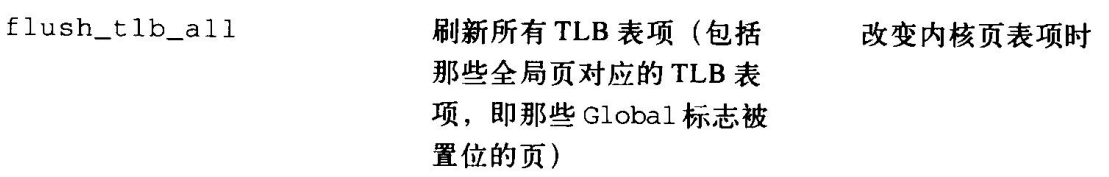 flush_tlb_all 刷新所有 TLB 表项（包括 改变内核页表项时
那些全局页对应的 TLB 表
项，即那些 Global 标志被
置位的页）